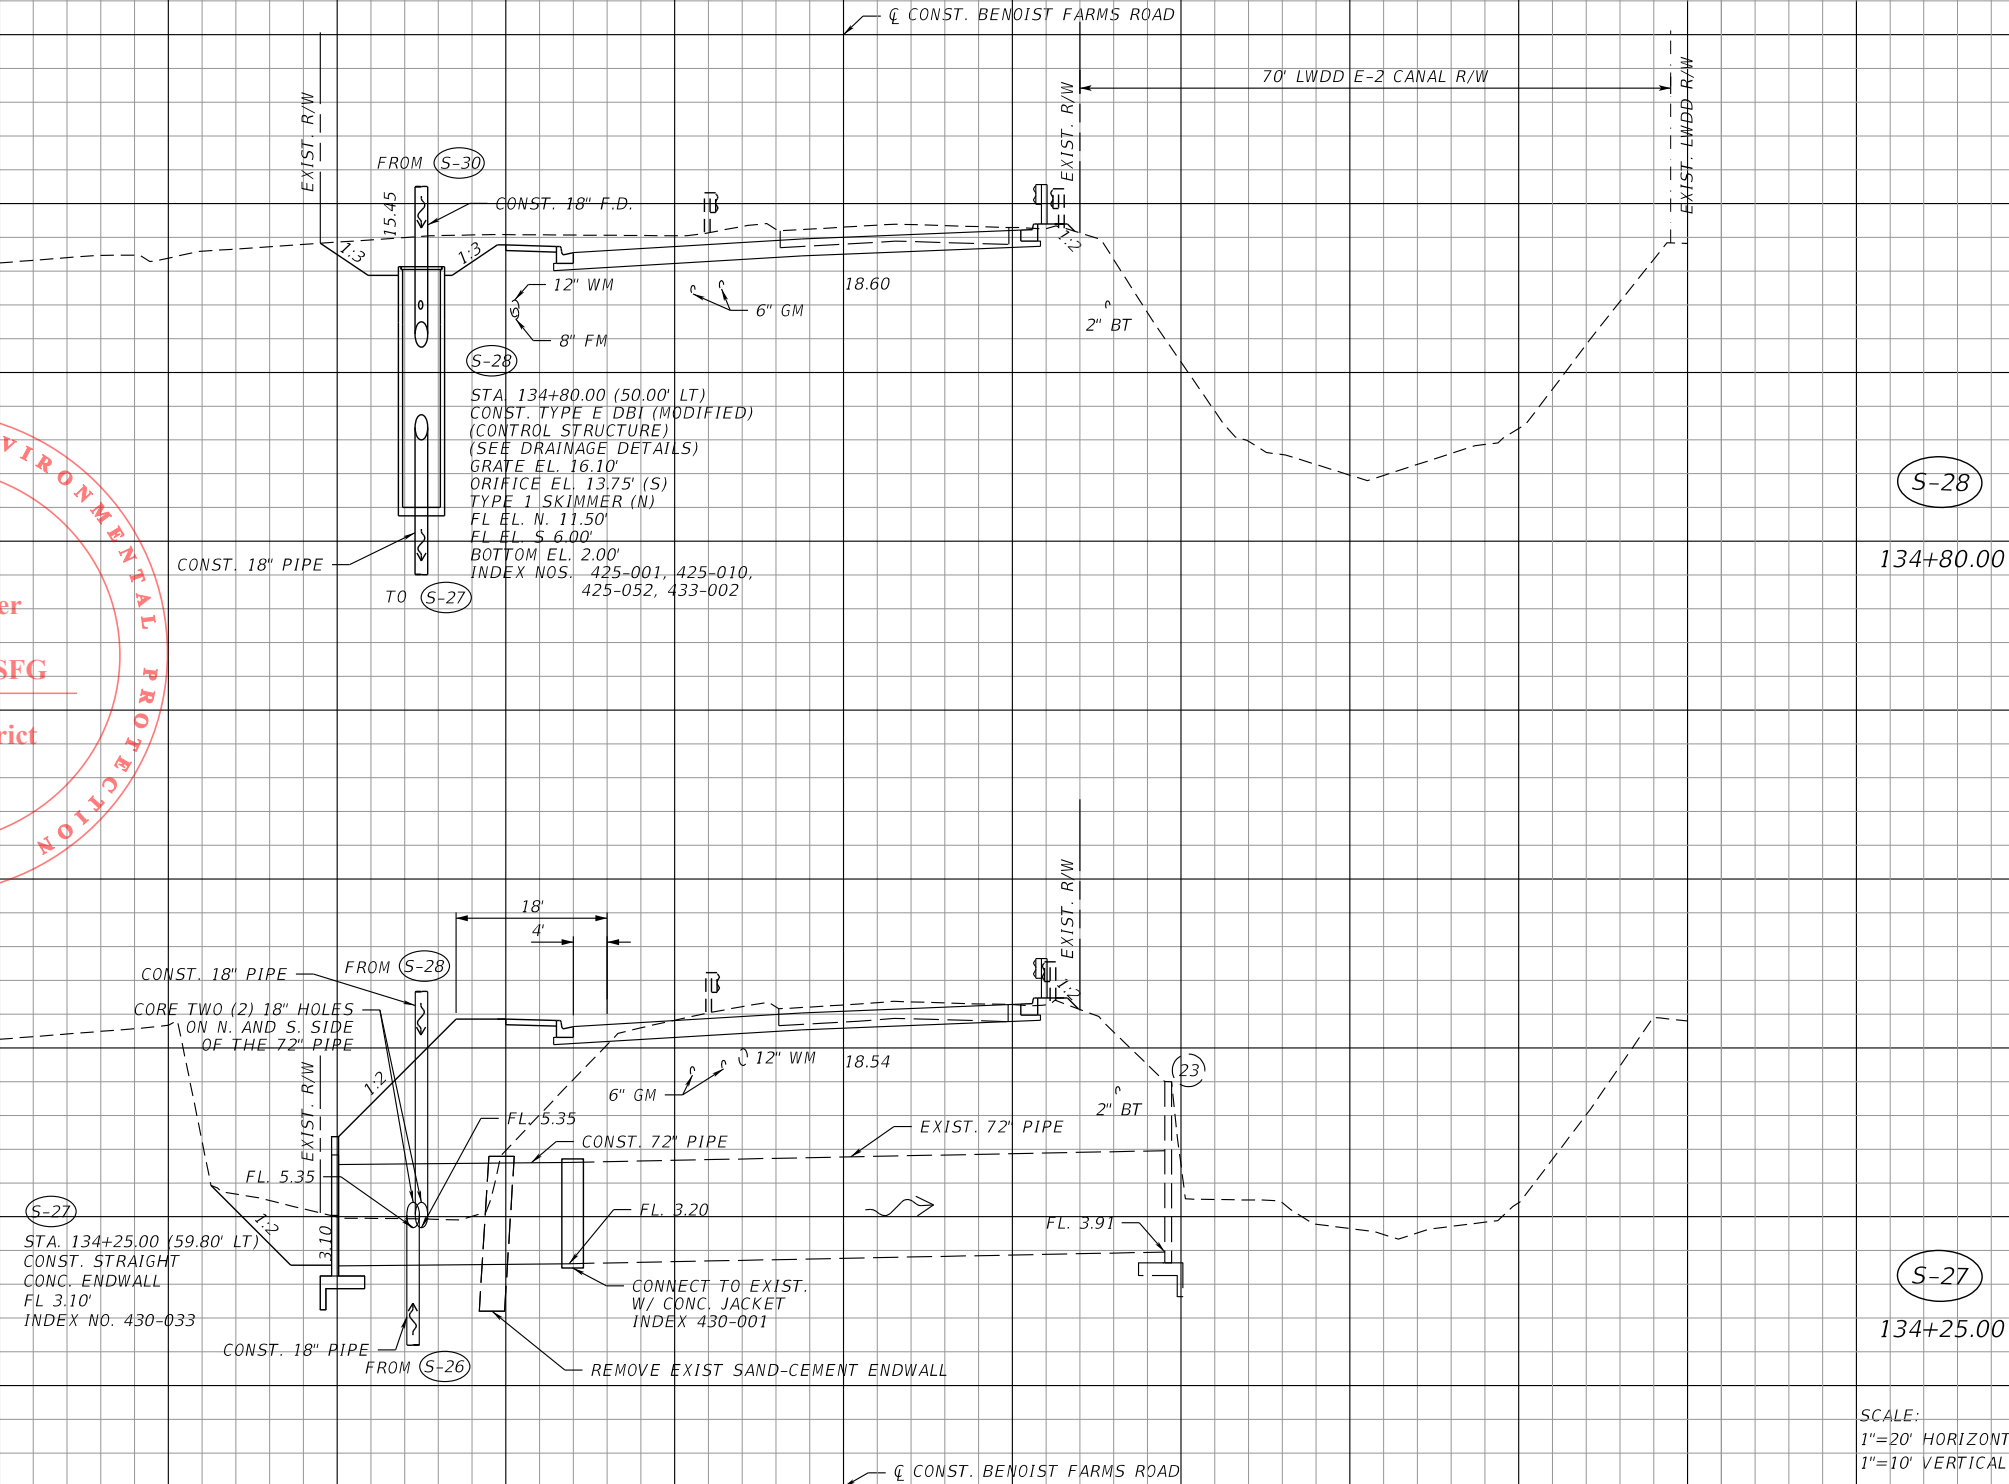 ℄ CONST. BENOIST FARMS ROAD
70' LWDD E-2 CANAL R/W
EXIST. R/W
EXIST. R/W
EXIST. LWDD R/W
FROM S-30
15.45
CONST. 18" F.D.
1:3
1:3
1:2
12" WM
18.60
6" GM
2" BT
8" FM
S-28
STA. 134+80.00 (50.00' LT)
CONST. TYPE E DBI (MODIFIED)
(CONTROL STRUCTURE)
(SEE DRAINAGE DETAILS)
GRATE EL. 16.10'
ORIFICE EL. 13.75' (S)
TYPE 1 SKIMMER (N)
FL EL. N. 11.50'
FL EL. S 6.00'
BOTTOM EL. 2.00'
INDEX NOS. 425-001, 425-010,
425-052, 433-002
CONST. 18" PIPE
TO S-27
S-28
134+80.00
VIRONMENTAL PROTECTION
er
SFG
rict
18'
4'
EXIST. R/W
CONST. 18" PIPE
FROM S-28
CORE TWO (2) 18" HOLES
ON N. AND S. SIDE
OF THE 72" PIPE
EXIST. R/W
1:2
12" WM
18.54
6" GM
23
2" BT
FL. 5.35
CONST. 72" PIPE
EXIST. 72" PIPE
FL. 5.35
FL. 3.20
FL. 3.91
S-27
1:2
3.10
STA. 134+25.00 (59.80' LT)
CONST. STRAIGHT
CONC. ENDWALL
FL 3.10'
INDEX NO. 430-033
CONNECT TO EXIST.
W/ CONC. JACKET
INDEX 430-001
CONST. 18" PIPE
FROM S-26
REMOVE EXIST SAND-CEMENT ENDWALL
S-27
134+25.00
SCALE:
1"=20' HORIZONT
1"=10' VERTICAL
℄ CONST. BENOIST FARMS ROAD